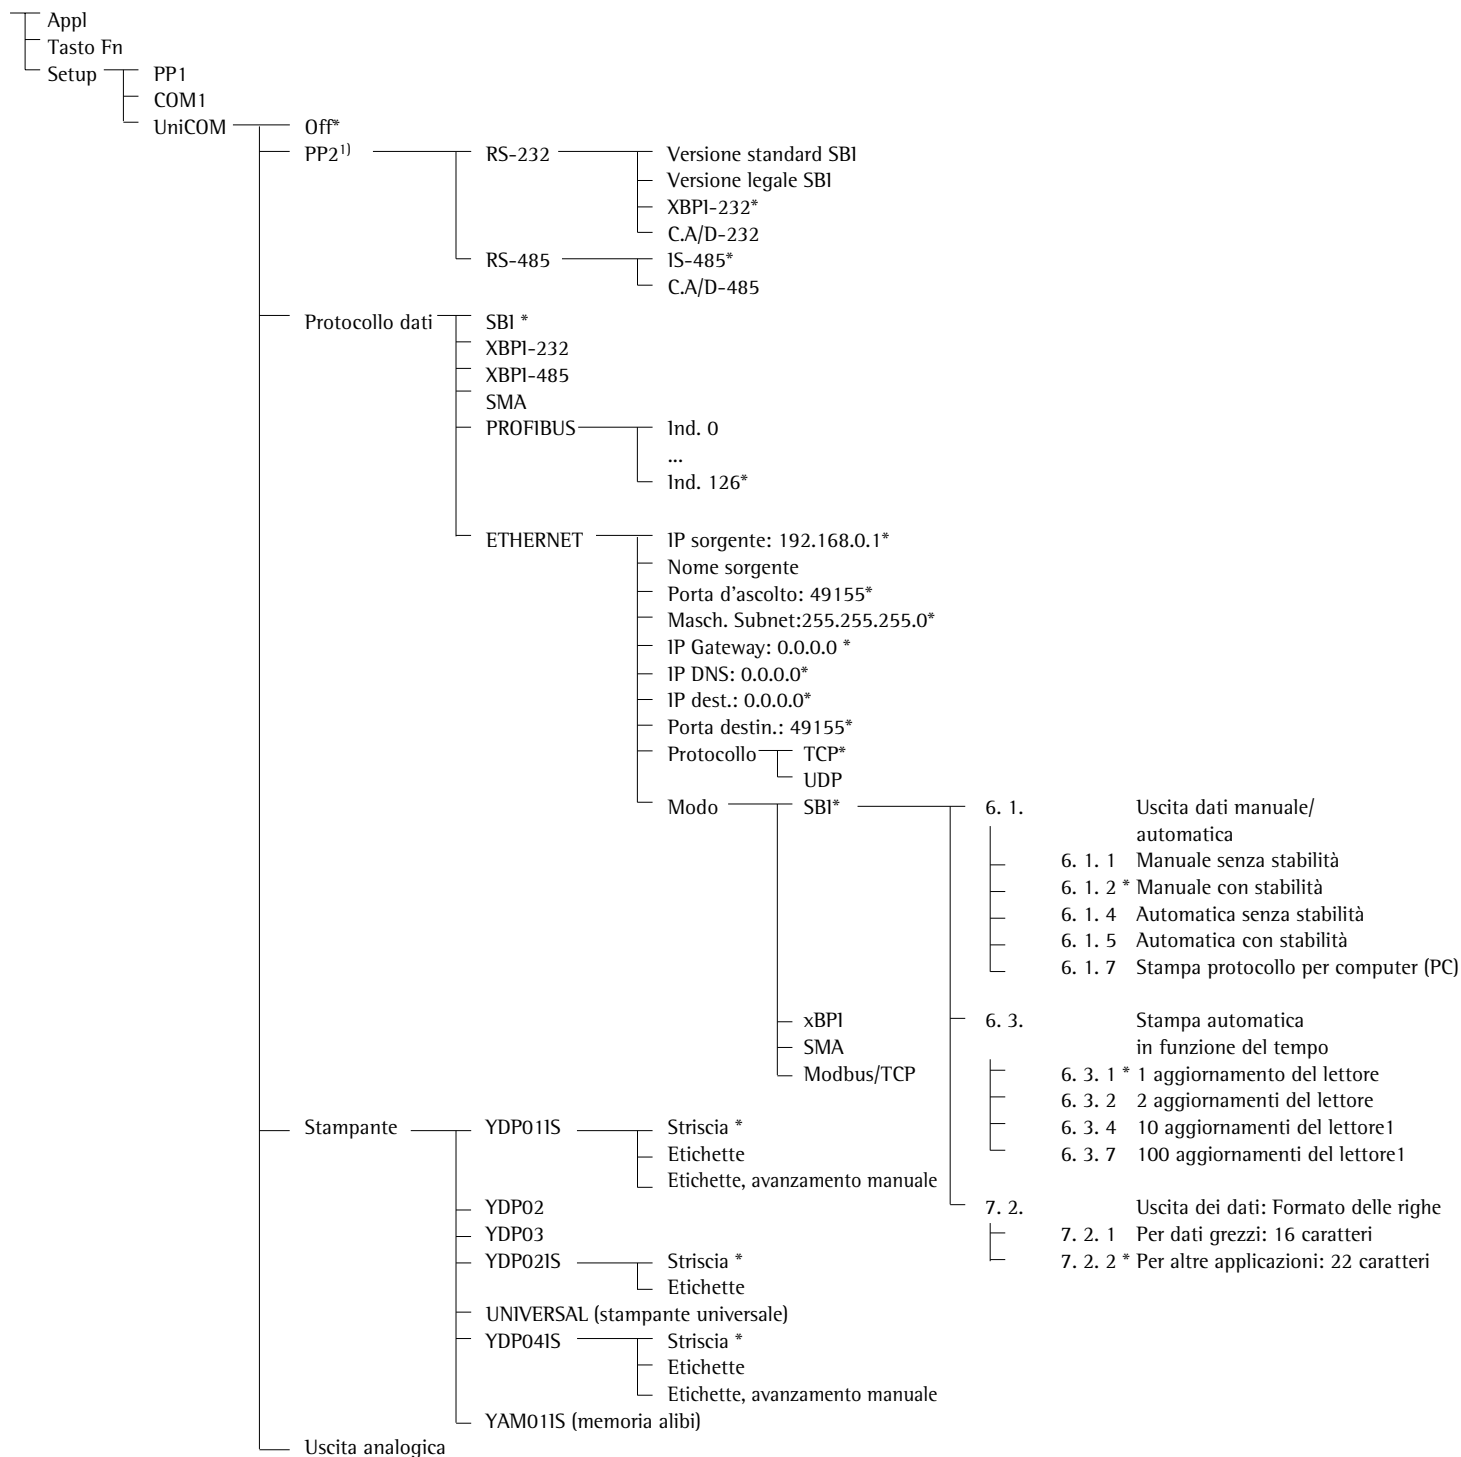 Appl
Tasto Fn
Setup PP1
COM1
UniCOM Off*
PP2¹⁾ RS-232 Versione standard SBI
Versione legale SBI
XBPI-232*
C.A/D-232
RS-485 IS-485*
C.A/D-485
Protocollo dati SBI *
XBPI-232
XBPI-485
SMA
PROFIBUS Ind. 0
...
Ind. 126*
ETHERNET IP sorgente: 192.168.0.1*
Nome sorgente
Porta d'ascolto: 49155*
Masch. Subnet:255.255.255.0*
IP Gateway: 0.0.0.0 *
IP DNS: 0.0.0.0*
IP dest.: 0.0.0.0*
Porta destin.: 49155*
Protocollo TCP*
UDP
Modo SBI* 6. 1. Uscita dati manuale/
automatica
6. 1. 1 Manuale senza stabilità
6. 1. 2 * Manuale con stabilità
6. 1. 4 Automatica senza stabilità
6. 1. 5 Automatica con stabilità
6. 1. 7 Stampa protocollo per computer (PC)
xBPI 6. 3. Stampa automatica
SMA in funzione del tempo
Modbus/TCP 6. 3. 1 * 1 aggiornamento del lettore
6. 3. 2 2 aggiornamenti del lettore
Stampante YDP01IS Striscia * 6. 3. 4 10 aggiornamenti del lettore1
Etichette 6. 3. 7 100 aggiornamenti del lettore1
Etichette, avanzamento manuale
YDP02 7. 2. Uscita dei dati: Formato delle righe
YDP03 7. 2. 1 Per dati grezzi: 16 caratteri
YDP02IS Striscia * 7. 2. 2 * Per altre applicazioni: 22 caratteri
Etichette
UNIVERSAL (stampante universale)
YDP04IS Striscia *
Etichette
Etichette, avanzamento manuale
YAM01IS (memoria alibi)
Uscita analogica